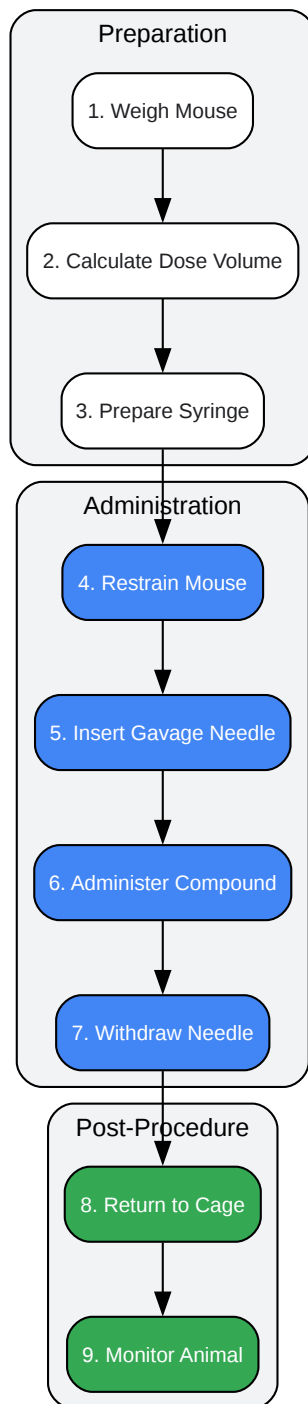 Preparation
1. Weigh Mouse
2. Calculate Dose Volume
3. Prepare Syringe
Administration
4. Restrain Mouse
5. Insert Gavage Needle
6. Administer Compound
7. Withdraw Needle
Post-Procedure
8. Return to Cage
9. Monitor Animal